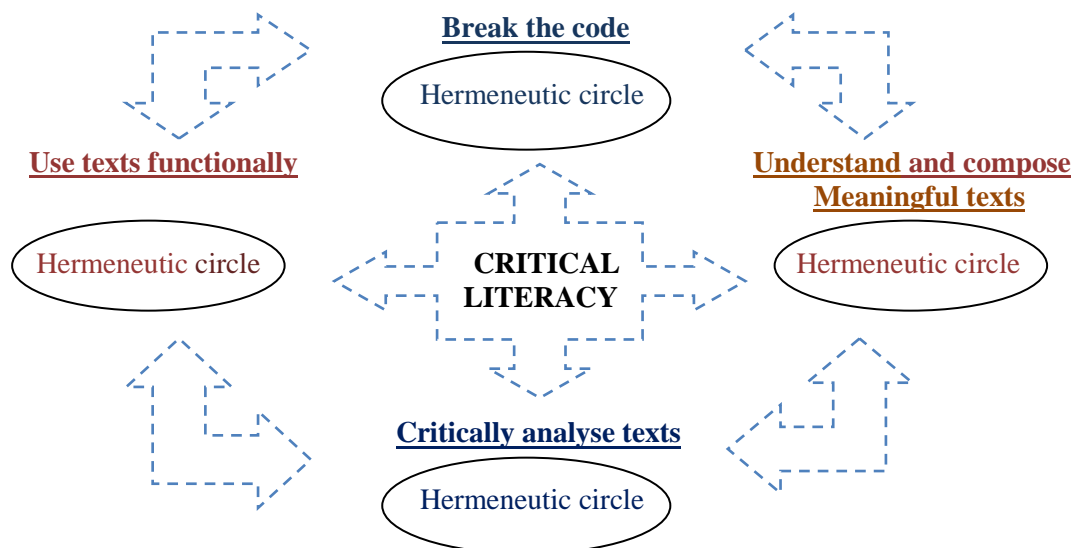 Break the code
Hermeneutic circle
Use texts functionally
Hermeneutic circle
Understand and compose
Meaningful texts
Hermeneutic circle
CRITICAL
LITERACY
Critically analyse texts
Hermeneutic circle